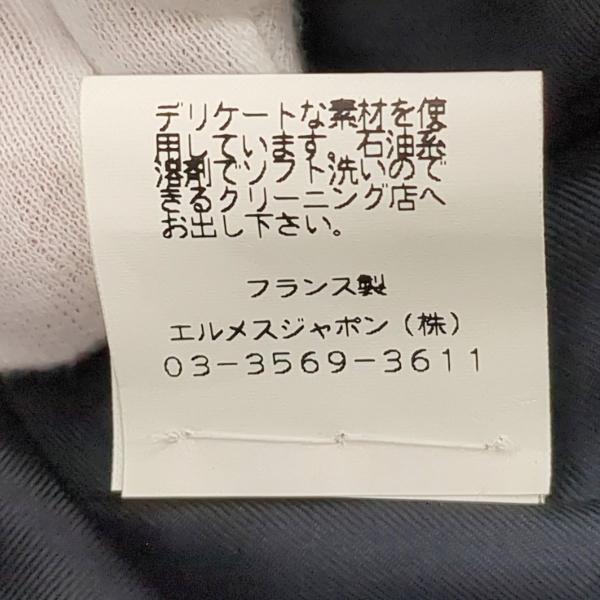 デリケートな素材を使
用しています。石油系
溶剤でソフト洗いので
きるクリーニング店へ
お出し下さい。
フランス製
エルメスジャポン（株）
03-3569-3611